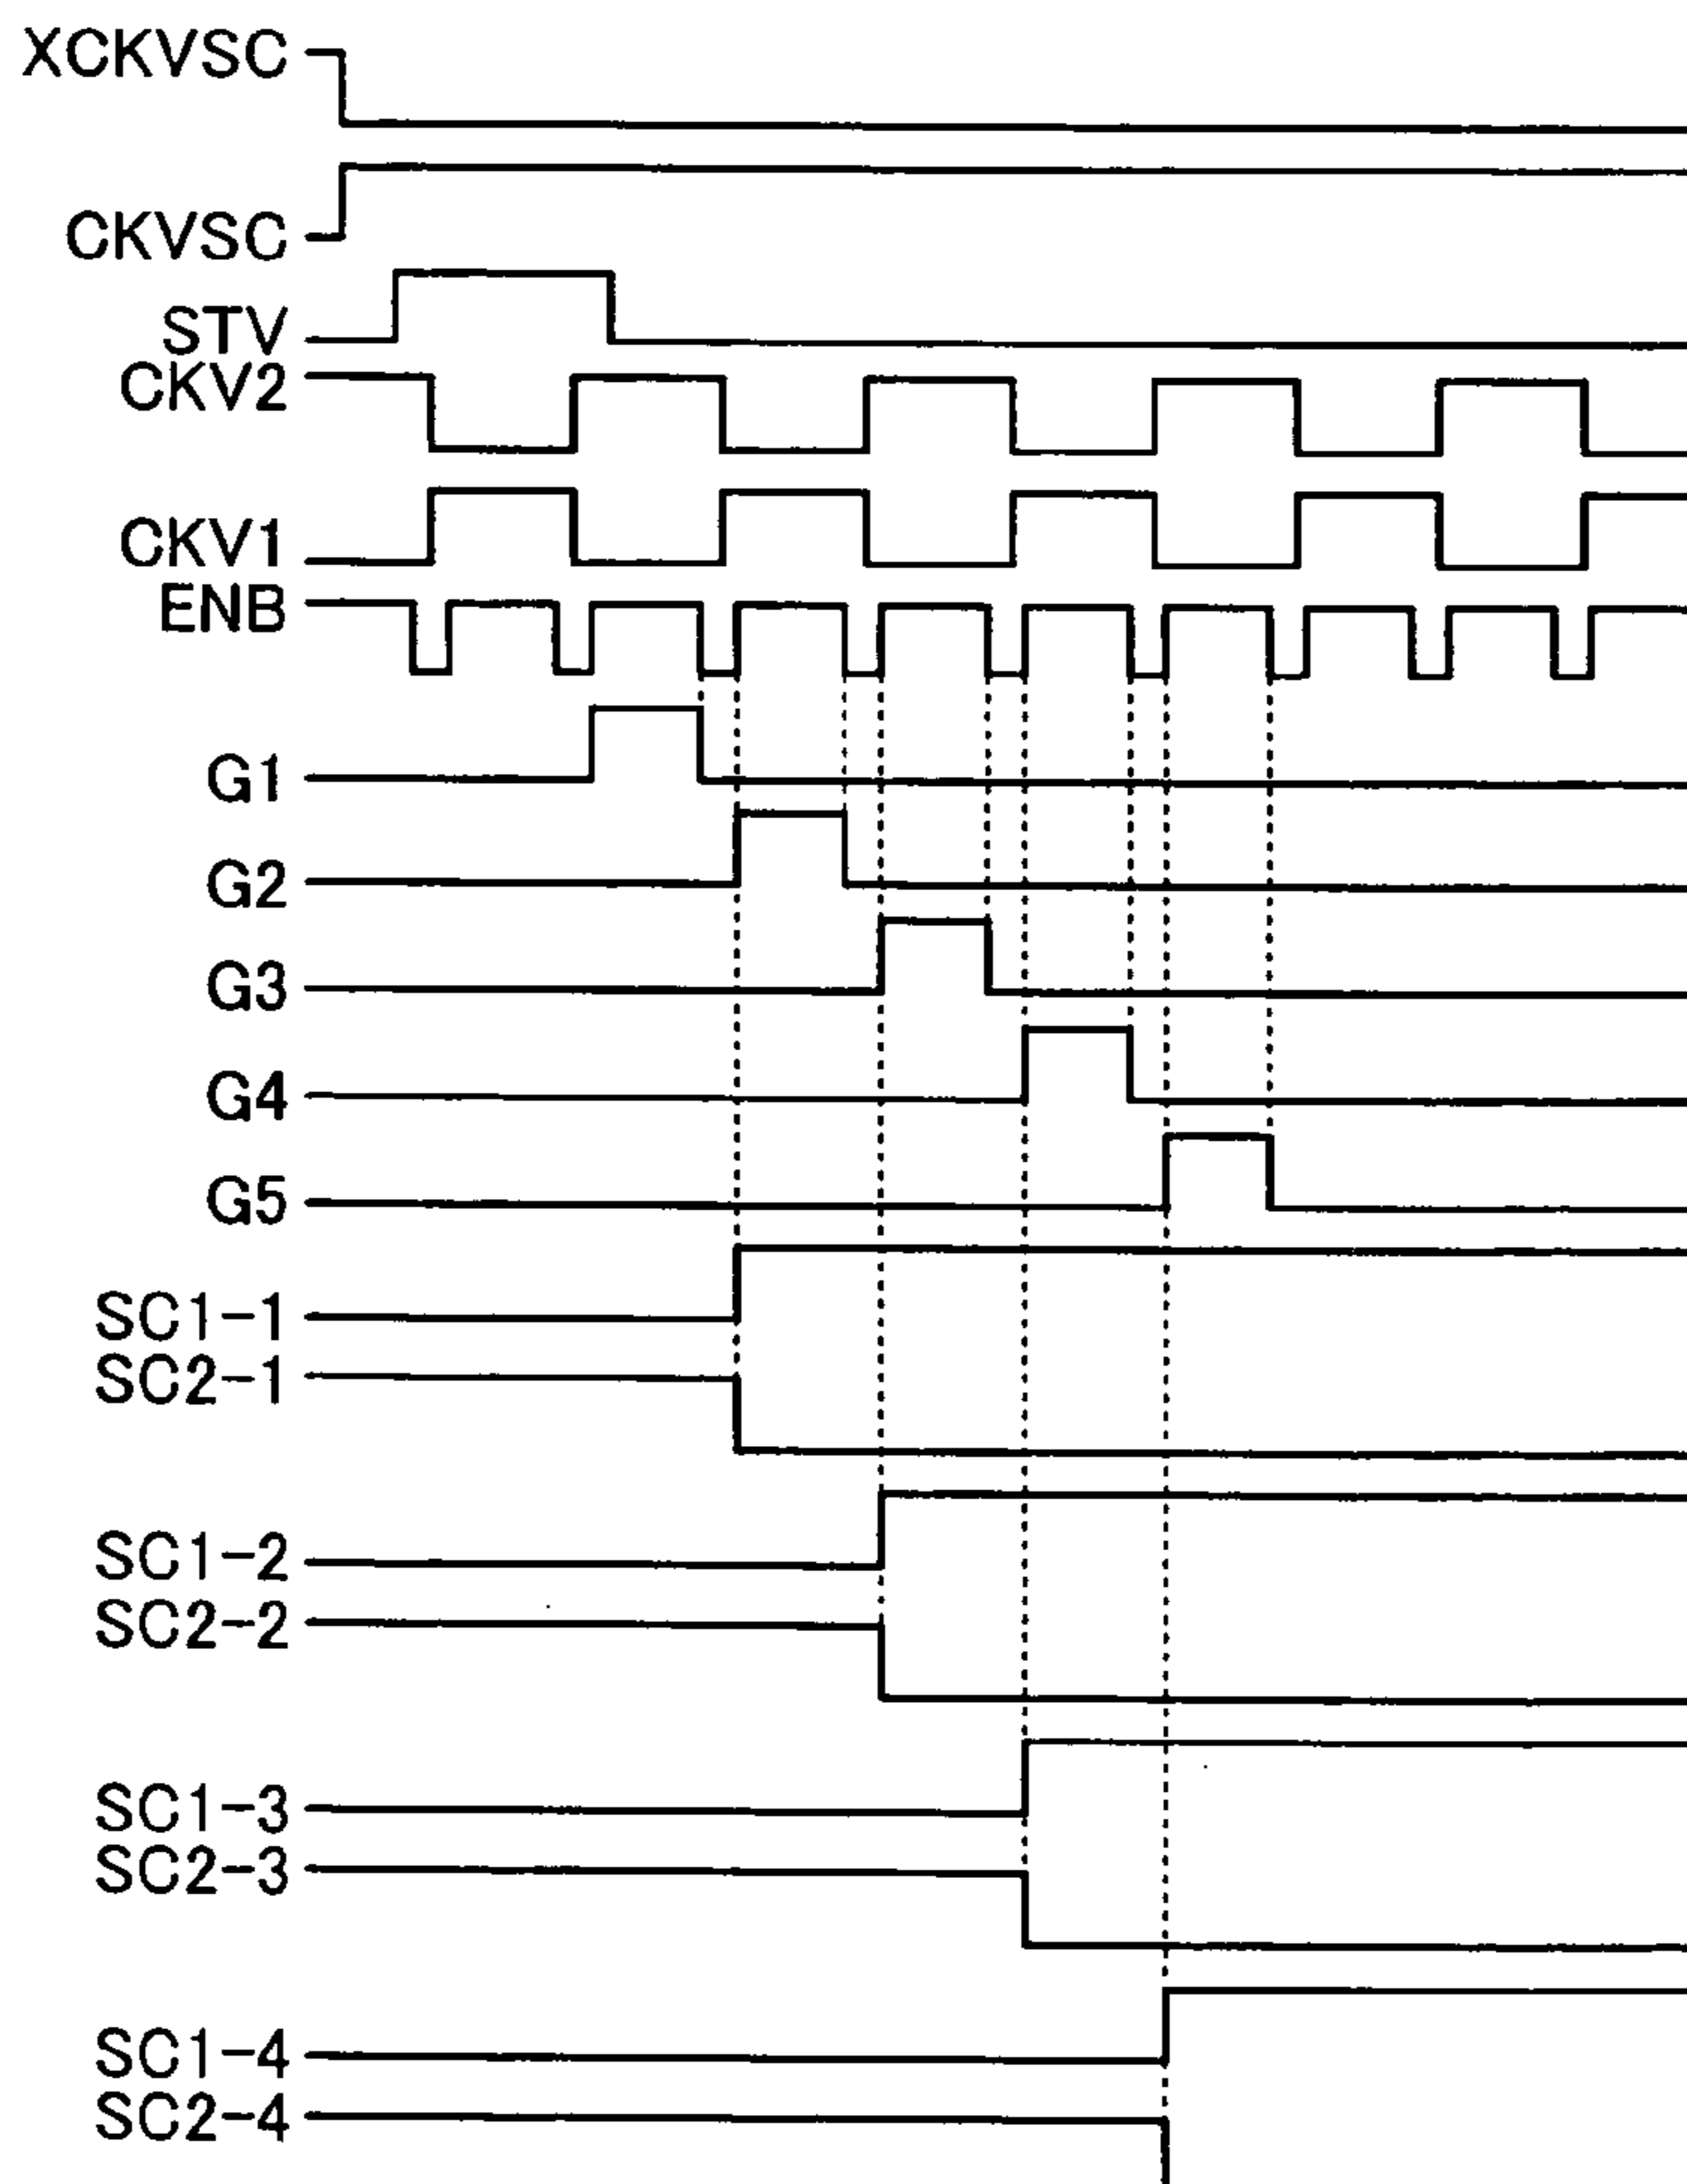 XCKVSC
CKVSC
STV
CKV2
CKV1
ENB
G1
G2
G3
G4
G5
SC1-1
SC2-1
SC1-2
SC2-2
SC1-3
SC2-3
SC1-4
SC2-4